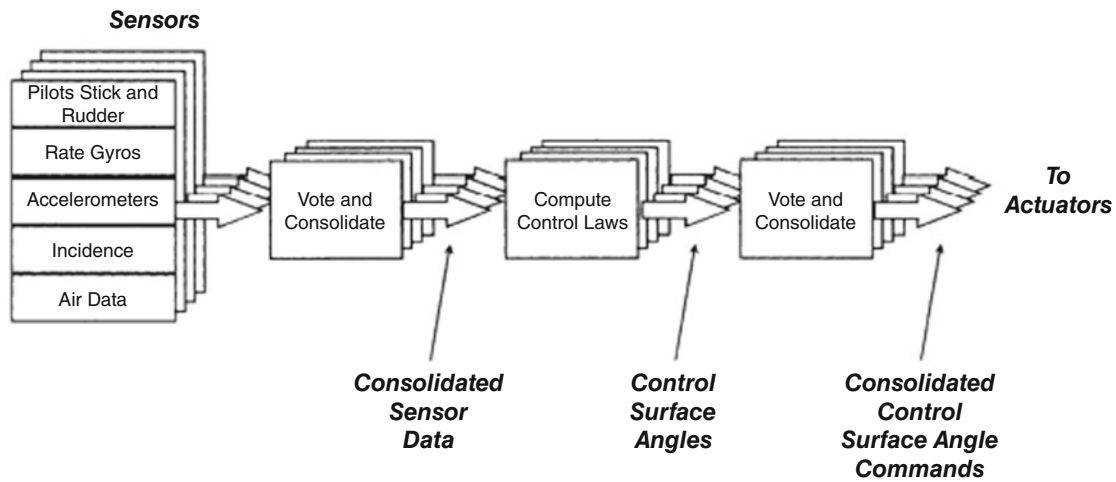 Sensors
Pilots Stick and
Rudder
Rate Gyros
Accelerometers
Incidence
Air Data
Vote and
Consolidate
Compute
Control Laws
Vote and
Consolidate
To
Actuators
Consolidated
Sensor
Data
Control
Surface
Angles
Consolidated
Control
Surface Angle
Commands